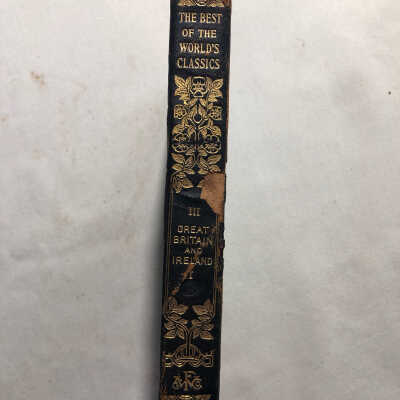 THE BEST
OF THE
WORLD'S
CLASSICS
III
GREAT
BRITAIN
AND
IRELAND
I